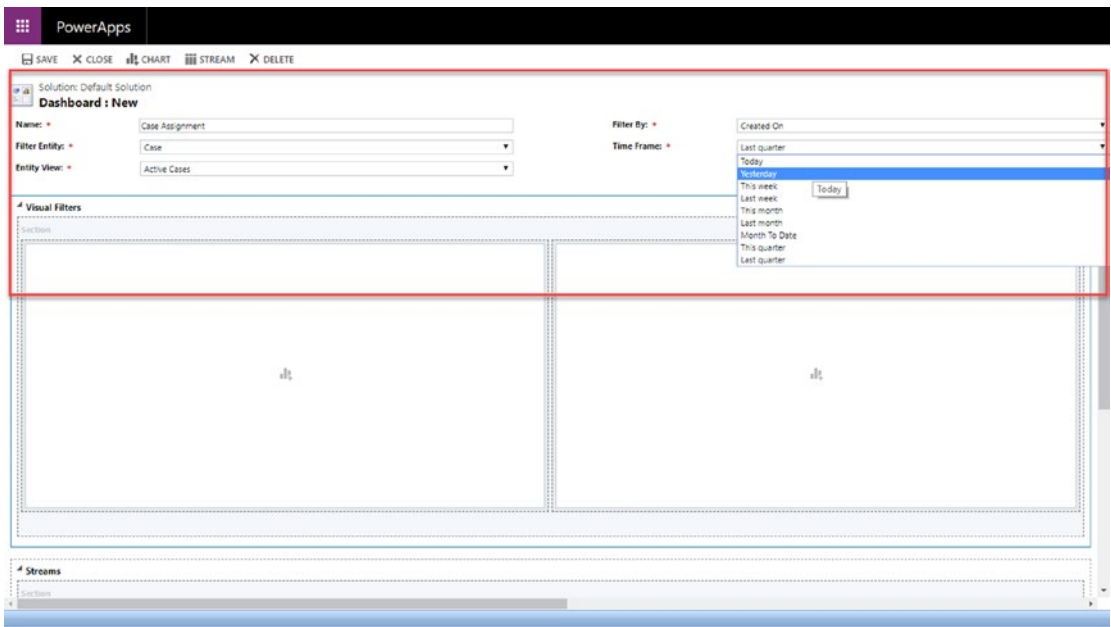 PowerApps
SAVE CLOSE CHART STREAM DELETE
Solution: Default Solution
Dashboard : New
Name: * Case Assignment Filter By: * Created On
Filter Entity: * Case Time Frame: * Last quarter
Entity View: * Active Cases
Today
Yesterday
This week
Today
Last week
This month
Last month
Month To Date
This quarter
Last quarter
Visual Filters
Section
Streams
Section